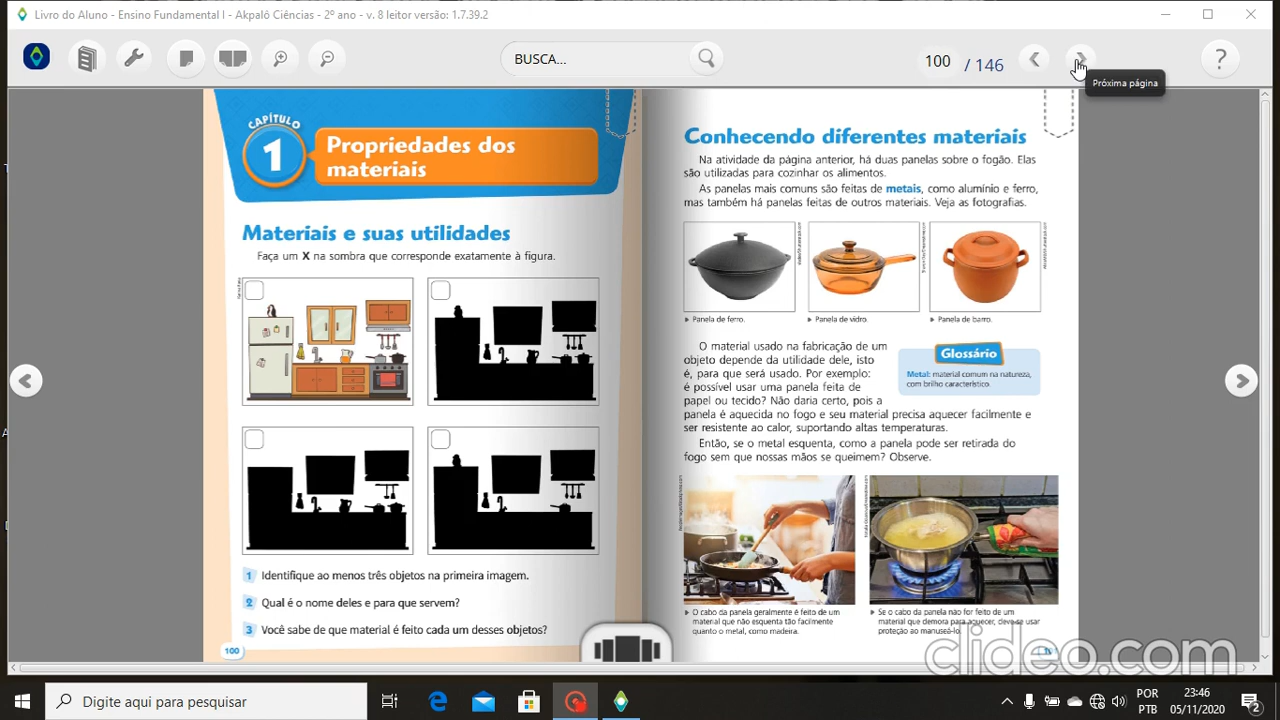 Livro do Aluno - Ensino Fundamental I - Akpalô Ciências - 2º ano - v. 8 leitor versão: 1.7.39.2
BUSCA...
100 / 146
?
Próxima página
CAPÍTULO
1
Propriedades dos
materiais
Materiais e suas utilidades
Faça um X na sombra que corresponde exatamente à figura.
1 Identifique ao menos três objetos na primeira imagem.
2 Qual é o nome deles e para que servem?
3 Você sabe de que material é feito cada um desses objetos?
100
Conhecendo diferentes materiais
Na atividade da página anterior, há duas panelas sobre o fogão. Elas
são utilizadas para cozinhar os alimentos.
As panelas mais comuns são feitas de metais, como alumínio e ferro,
mas também há panelas feitas de outros materiais. Veja as fotografias.
Panela de ferro.
Panela de vidro.
Panela de barro.
O material usado na fabricação de um
objeto depende da utilidade dele, isto
é, para que será usado. Por exemplo:
é possível usar uma panela feita de
papel ou tecido? Não daria certo, pois a
panela é aquecida no fogo e seu material precisa aquecer facilmente e
ser resistente ao calor, suportando altas temperaturas.
Glossário
Metal: material comum na natureza,
com brilho característico.
Então, se o metal esquenta, como a panela pode ser retirada do
fogo sem que nossas mãos se queimem? Observe.
O cabo da panela geralmente é feito de um
material que não esquenta tão facilmente
quanto o metal, como madeira.
Se o cabo da panela não for feito de um
material que demora para aquecer, deve-se usar
proteção ao manuseá-lo.
clideo.com
Digite aqui para pesquisar
POR
PTB
23:46
05/11/2020
2